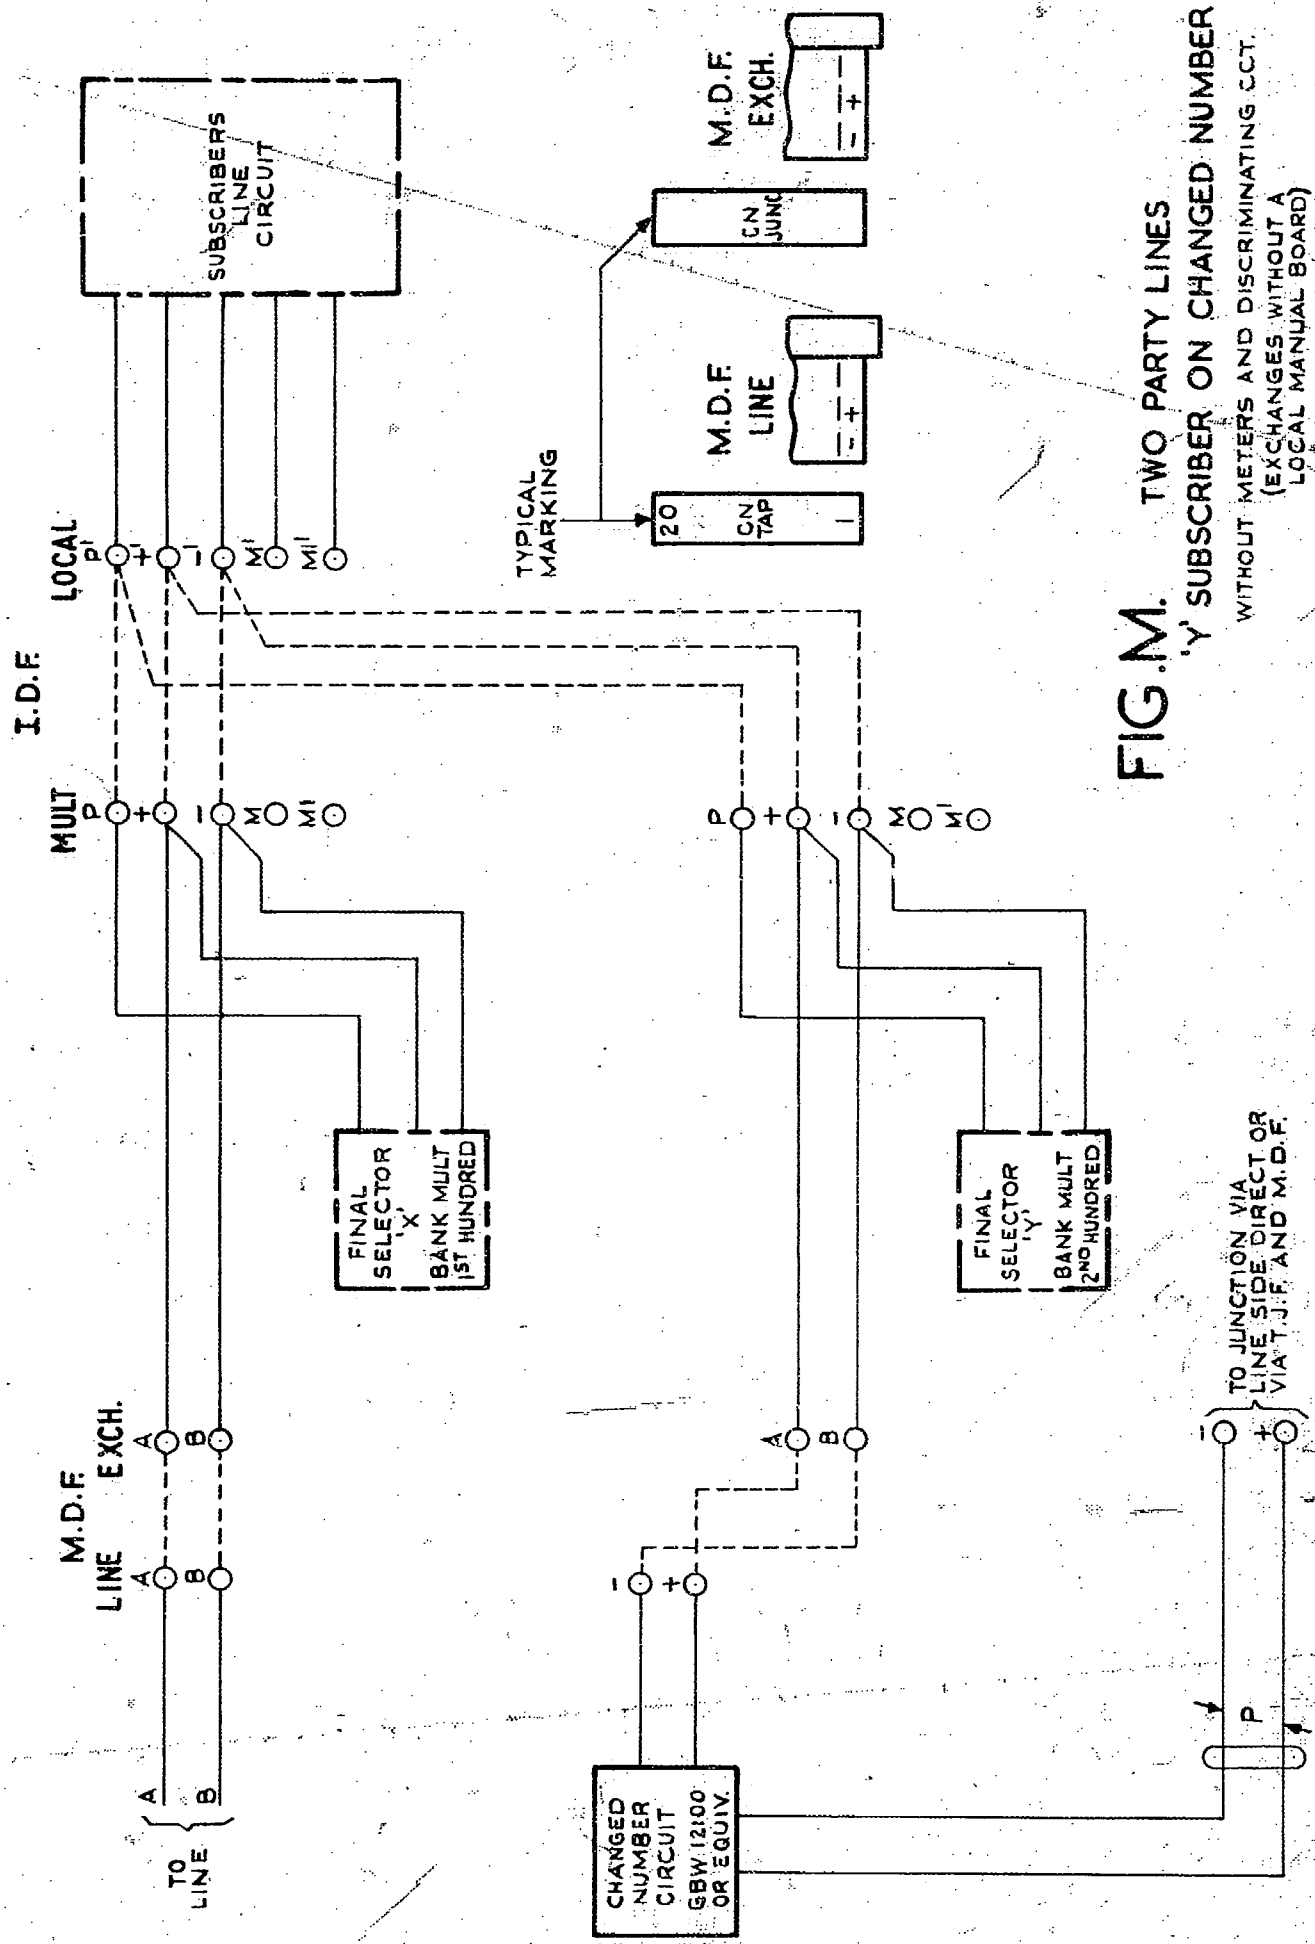 I.D.F.
M.D.F.
LINE
EXCH.
MULT
LOCAL
TO
LINE
A
B
A
B
A
B
P
+
-
M
M1
P'
+'
-'
M'
M1'
SUBSCRIBERS
LINE
CIRCUIT
FINAL
SELECTOR
'X'
BANK MULT
1ST HUNDRED
TYPICAL
MARKING
CHANGED
NUMBER
CIRCUIT
GBW 12100
OR EQUIV.
-
+
A
B
P
+
-
M
M'
20
CN
TAP
1
M.D.F.
LINE
- +
CN
JUNC
M.D.F.
EXCH.
- +
FINAL
SELECTOR
'Y'
BANK MULT
2ND HUNDRED
P
-
+
TO JUNCTION VIA
LINE SIDE DIRECT OR
VIA T.J.F. AND M.D.F.
FIG.M. TWO PARTY LINES
'Y' SUBSCRIBER ON CHANGED NUMBER
WITHOUT METERS AND DISCRIMINATING CCT.
(EXCHANGES WITHOUT A
LOCAL MANUAL BOARD)